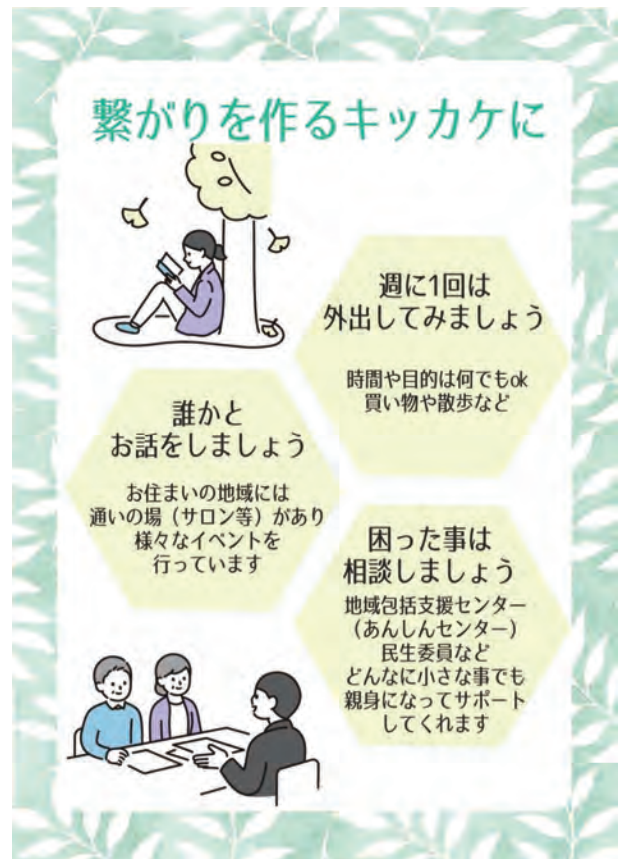 繋がりを作るキッカケに
週に1回は
外出してみましょう
時間や目的は何でもok
買い物や散歩など
誰かと
お話をしましょう
お住まいの地域には
通いの場（サロン等）があり
様々なイベントを
行っています
困った事は
相談しましょう
地域包括支援センター
（あんしんセンター）
民生委員など
どんなに小さな事でも
親身になってサポート
してくれます